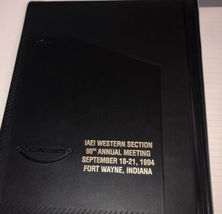 IAEI WESTERN SECTION
90TH ANNUAL MEETING
SEPTEMBER 18-21, 1994
FORT WAYNE, INDIANA